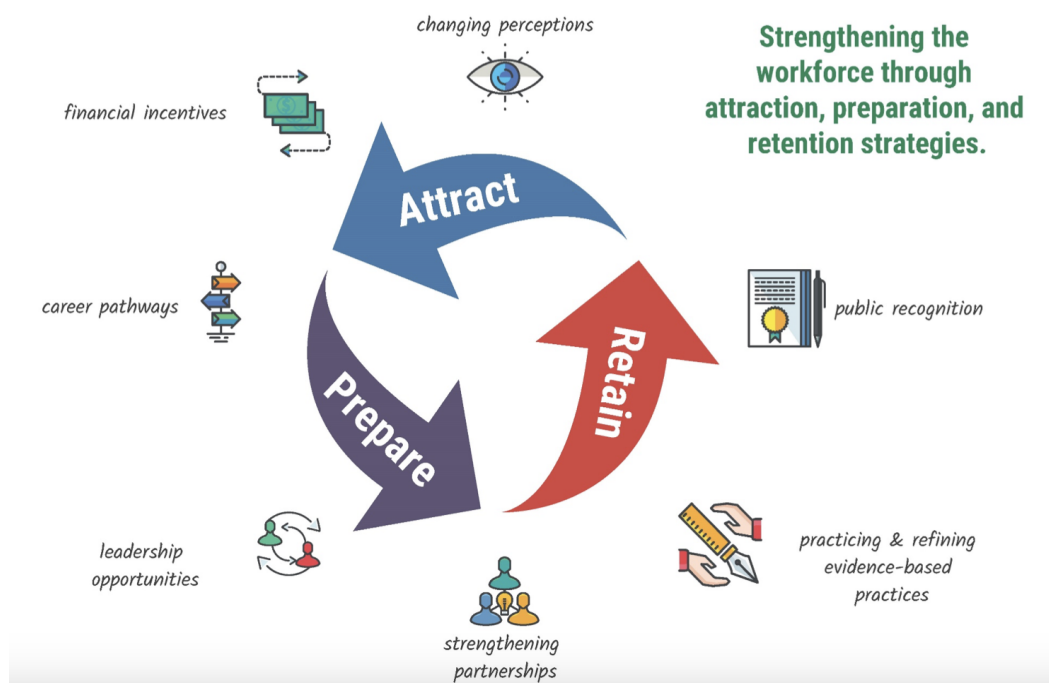 changing perceptions
Strengthening the
workforce through
attraction, preparation, and
retention strategies.
financial incentives
Attract
career pathways
public recognition
Retain
Prepare
leadership
opportunities
practicing & refining
evidence-based
practices
strengthening
partnerships